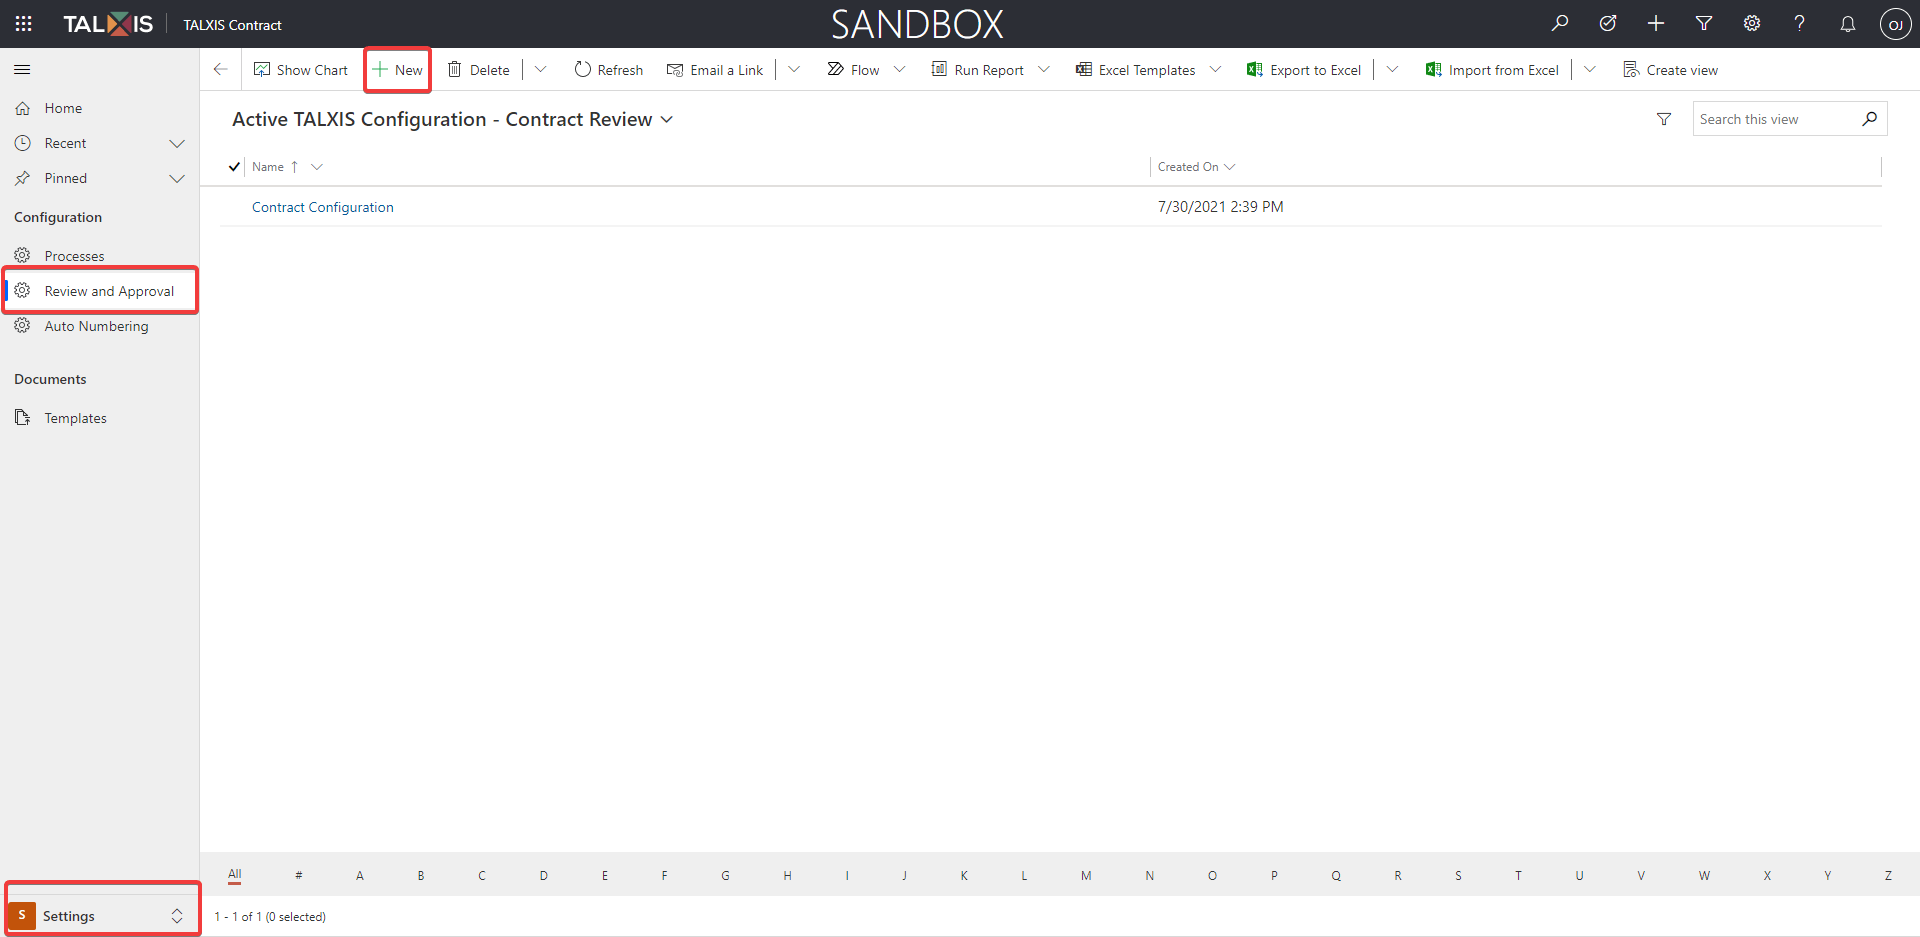 TALXIS TALXIS Contract SANDBOX OJ
Show Chart New Delete Refresh Email a Link Flow Run Report Excel Templates Export to Excel Import from Excel Create view
Home
Recent
Pinned
Configuration
Processes
Review and Approval
Auto Numbering
Documents
Templates
S Settings
Active TALXIS Configuration - Contract Review
Search this view
Name Created On
Contract Configuration 7/30/2021 2:39 PM
All # A B C D E F G H I J K L M N O P Q R S T U V W X Y Z
1 - 1 of 1 (0 selected)